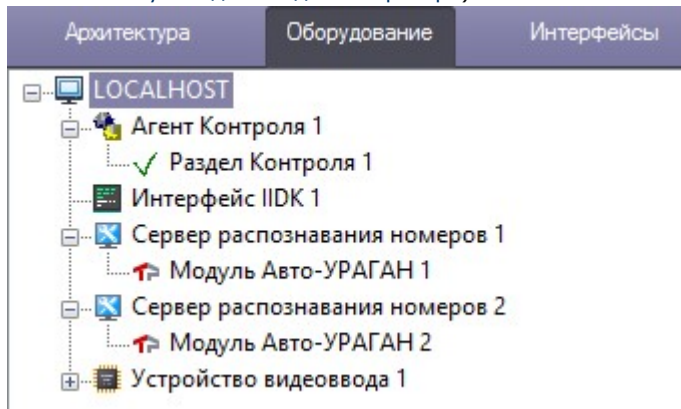 Архитектура Оборудование Интерфейсы
LOCALHOST
Агент Контроля 1
Раздел Контроля 1
Интерфейс IIDK 1
Сервер распознавания номеров 1
Модуль Авто-УРАГАН 1
Сервер распознавания номеров 2
Модуль Авто-УРАГАН 2
Устройство видеоввода 1